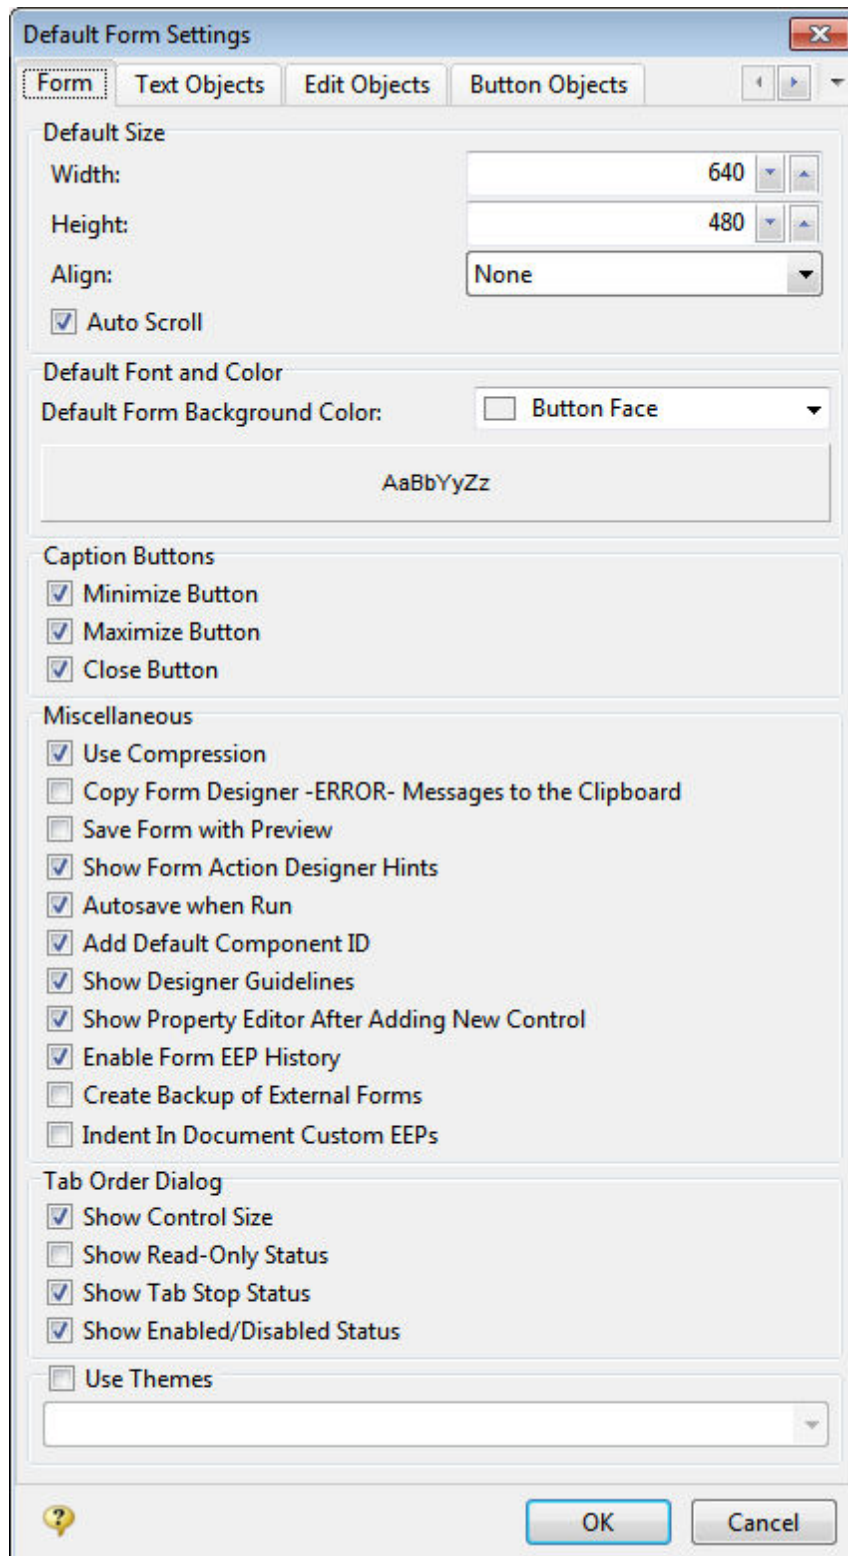 Default Form Settings
Form Text Objects Edit Objects Button Objects
Default Size
Width: 640
Height: 480
Align: None
Auto Scroll
Default Font and Color
Default Form Background Color: Button Face
AaBbYyZz
Caption Buttons
Minimize Button
Maximize Button
Close Button
Miscellaneous
Use Compression
Copy Form Designer -ERROR- Messages to the Clipboard
Save Form with Preview
Show Form Action Designer Hints
Autosave when Run
Add Default Component ID
Show Designer Guidelines
Show Property Editor After Adding New Control
Enable Form EEP History
Create Backup of External Forms
Indent In Document Custom EEPs
Tab Order Dialog
Show Control Size
Show Read-Only Status
Show Tab Stop Status
Show Enabled/Disabled Status
Use Themes
? OK Cancel